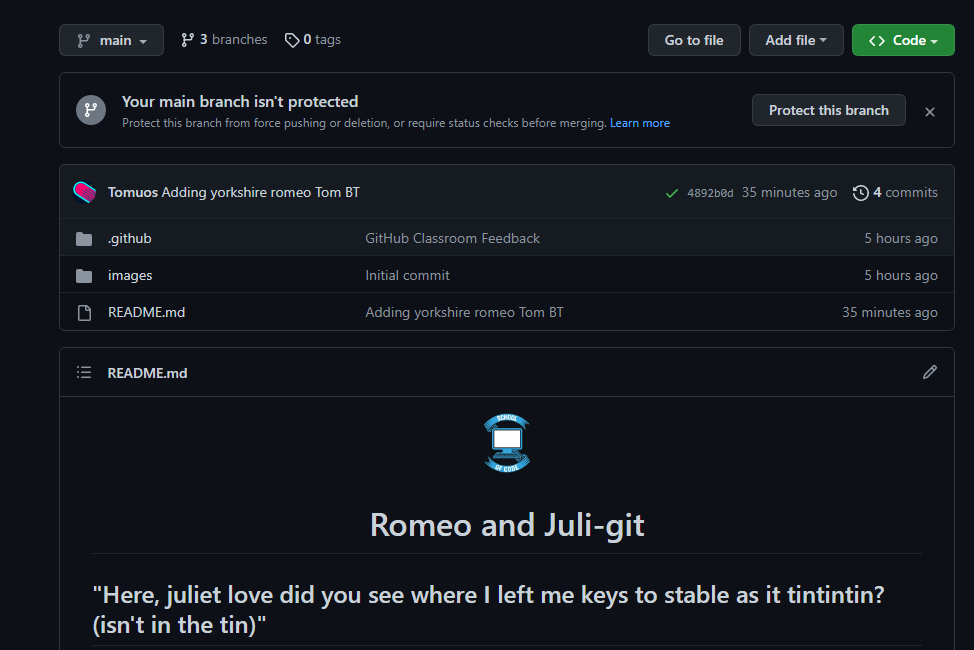 main 3 branches 0 tags Go to file Add file <> Code
Your main branch isn't protected
Protect this branch from force pushing or deletion, or require status checks before merging. Learn more
Protect this branch ×
Tomuos Adding yorkshire romeo Tom BT 4892b0d 35 minutes ago 4 commits
.github GitHub Classroom Feedback 5 hours ago
images Initial commit 5 hours ago
README.md Adding yorkshire romeo Tom BT 35 minutes ago
README.md
SCHOOL
OF CODE
Romeo and Juli-git
"Here, juliet love did you see where I left me keys to stable as it tintintin?
(isn't in the tin)"